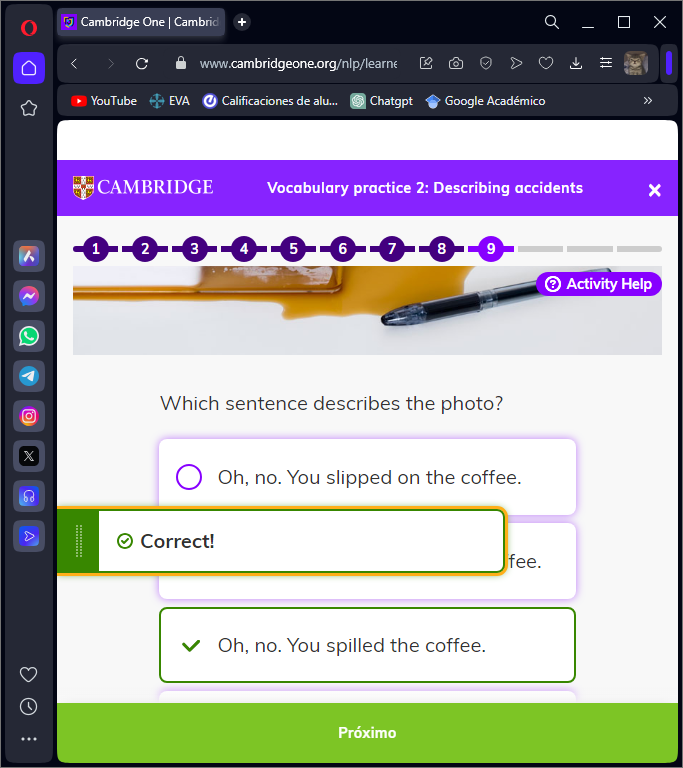 Cambridge One | Cambrid
www.cambridgeone.org/nlp/learne
YouTube
EVA
Calificaciones de alu...
Chatgpt
Google Académico
CAMBRIDGE
Vocabulary practice 2: Describing accidents
1 2 3 4 5 6 7 8 9
Activity Help
Which sentence describes the photo?
Oh, no. You slipped on the coffee.
Correct!
fee.
Oh, no. You spilled the coffee.
Próximo